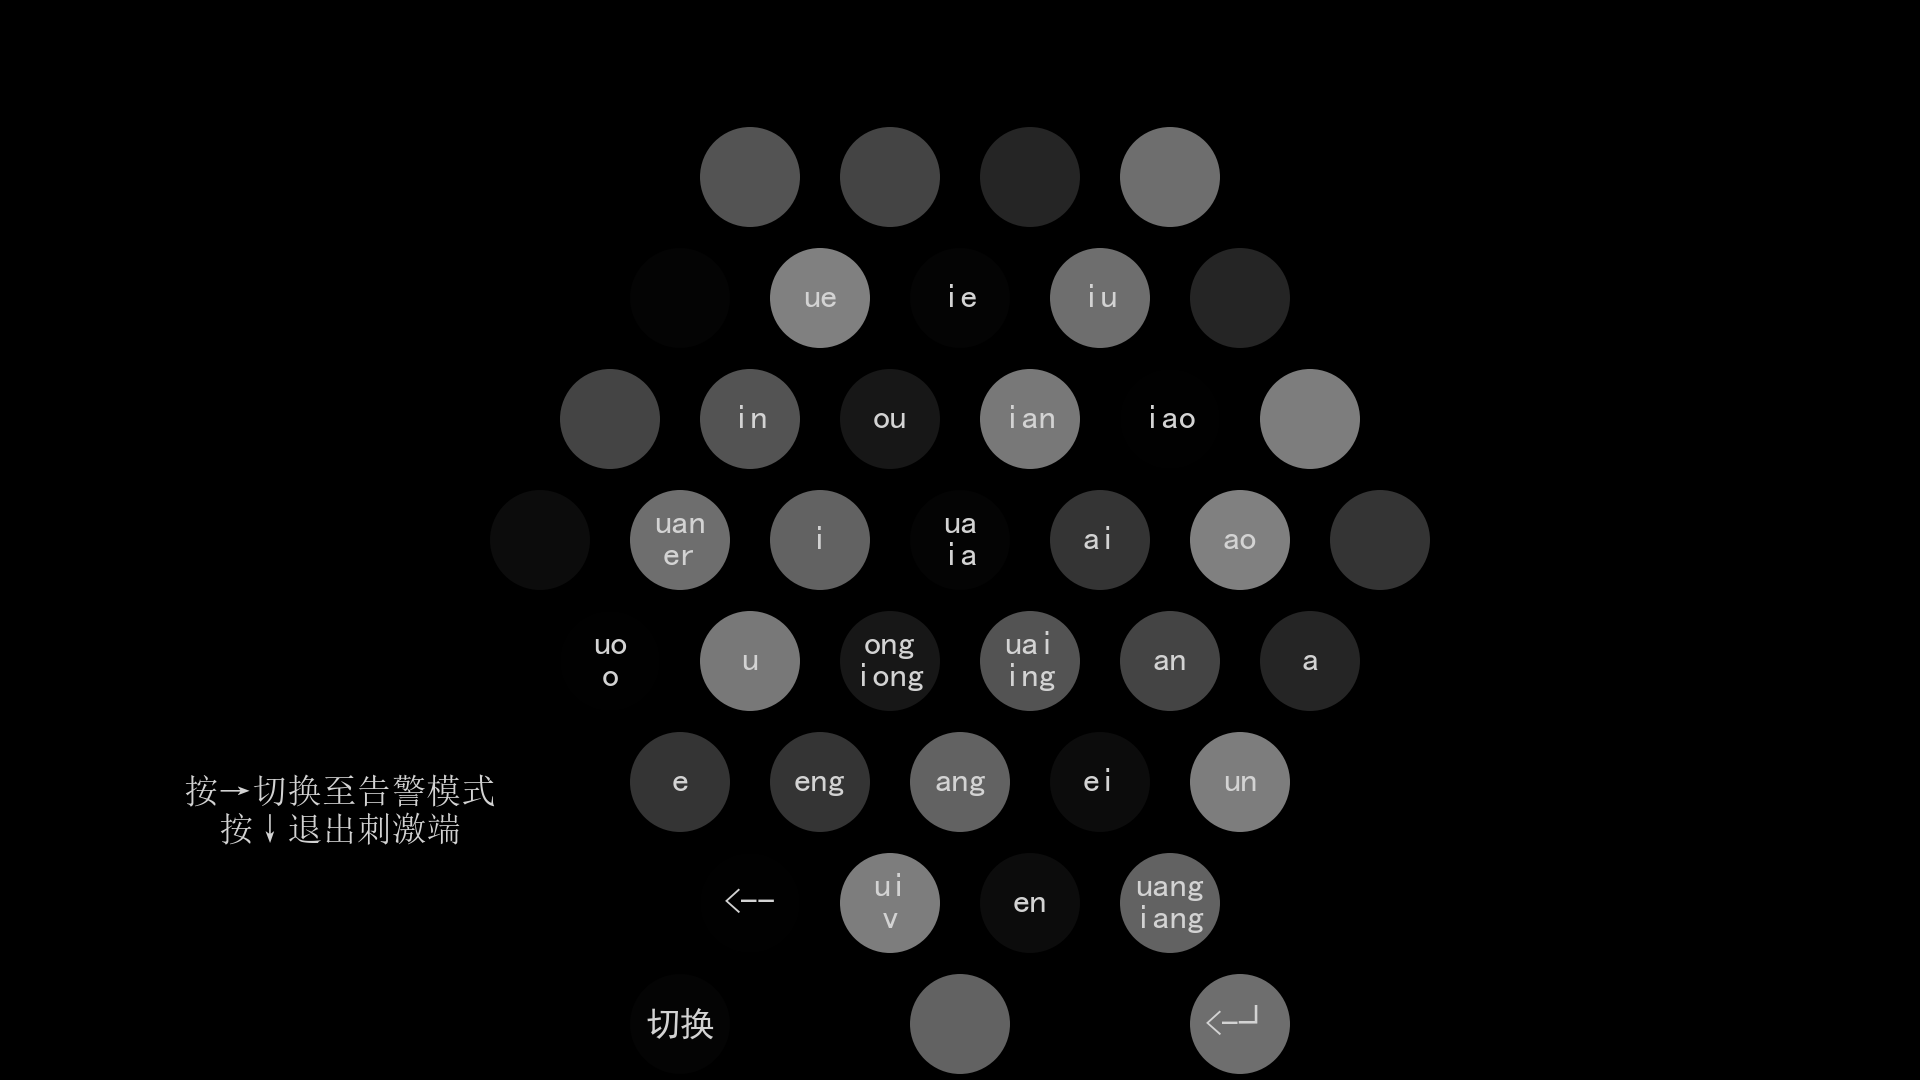 ue
ie
iu
in
ou
ian
iao
uan
er
i
ua
ia
ai
ao
uo
o
u
ong
iong
uai
ing
an
a
e
eng
ang
ei
un
按→切换至告警模式
按↓退出刺激端
<--
ui
v
en
uang
iang
切换
<-┘